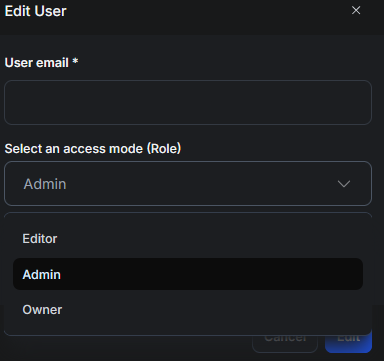 Edit User
User email *
Select an access mode (Role)
Admin
Editor
Admin
Owner
Cancel
Edit